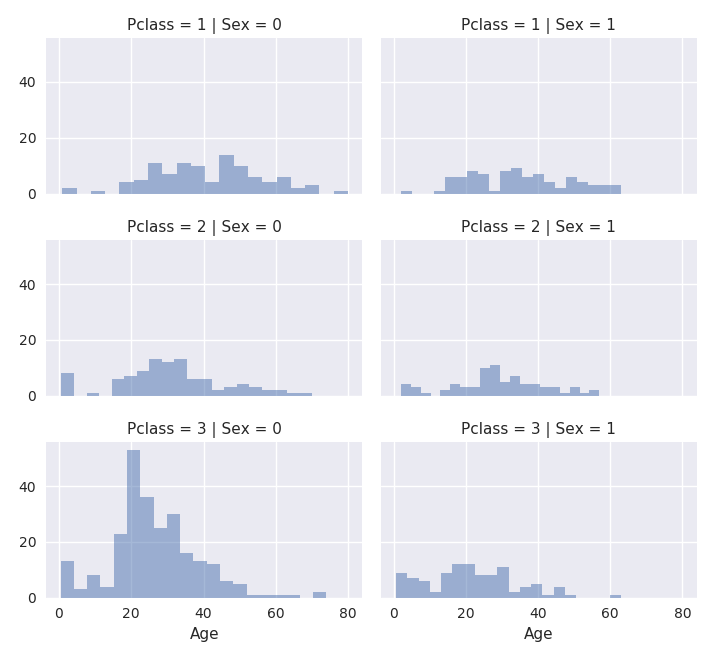 Pclass = 1 | Sex = 0
Pclass = 1 | Sex = 1
40
20
0
Pclass = 2 | Sex = 0
Pclass = 2 | Sex = 1
40
20
0
Pclass = 3 | Sex = 0
Pclass = 3 | Sex = 1
40
20
0
0 20 40 60 80
0 20 40 60 80
Age
Age